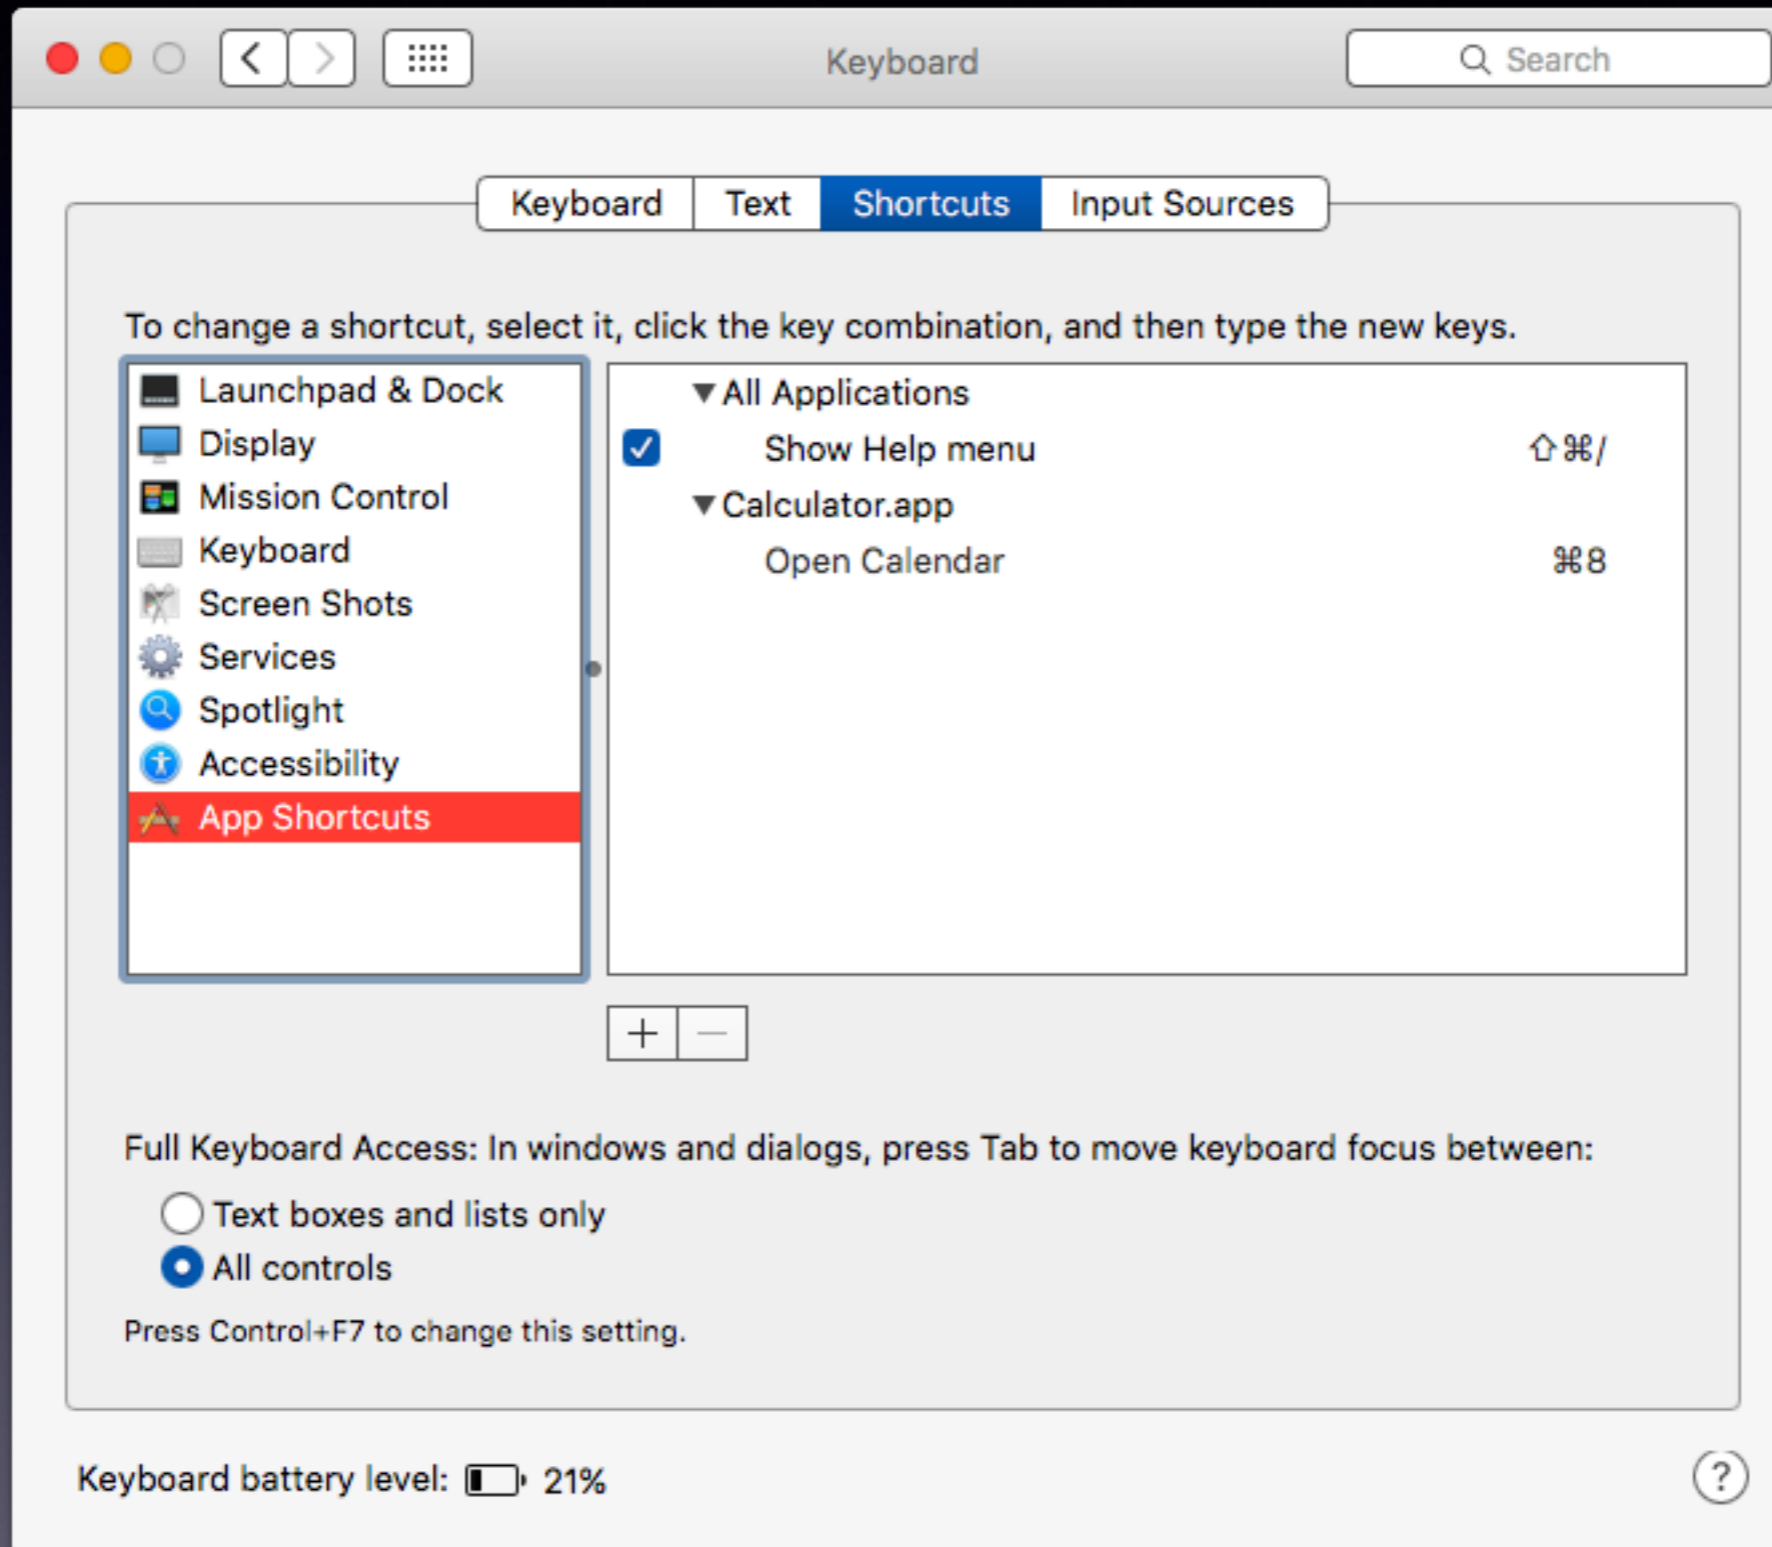 Keyboard
Search
Keyboard Text Shortcuts Input Sources
To change a shortcut, select it, click the key combination, and then type the new keys.
Launchpad & Dock
Display
Mission Control
Keyboard
Screen Shots
Services
Spotlight
Accessibility
App Shortcuts
▼All Applications
Show Help menu ⇧⌘/
▼Calculator.app
Open Calendar ⌘8
+ −
Full Keyboard Access: In windows and dialogs, press Tab to move keyboard focus between:
Text boxes and lists only
All controls
Press Control+F7 to change this setting.
Keyboard battery level: 21%
?